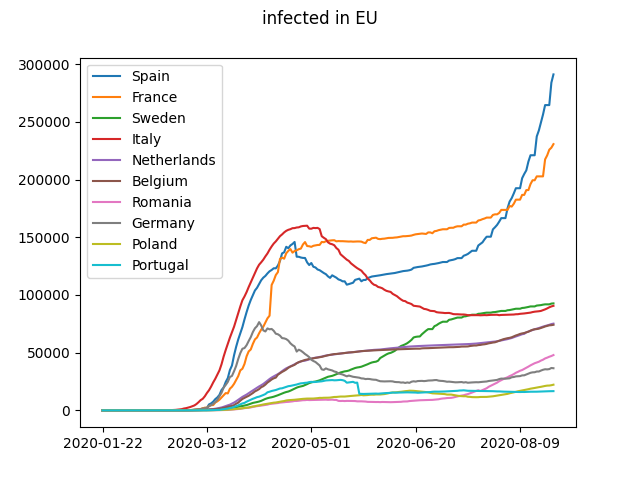 infected in EU
300000
250000
200000
150000
100000
50000
0
Spain
France
Sweden
Italy
Netherlands
Belgium
Romania
Germany
Poland
Portugal
2020-01-22 2020-03-12 2020-05-01 2020-06-20 2020-08-09